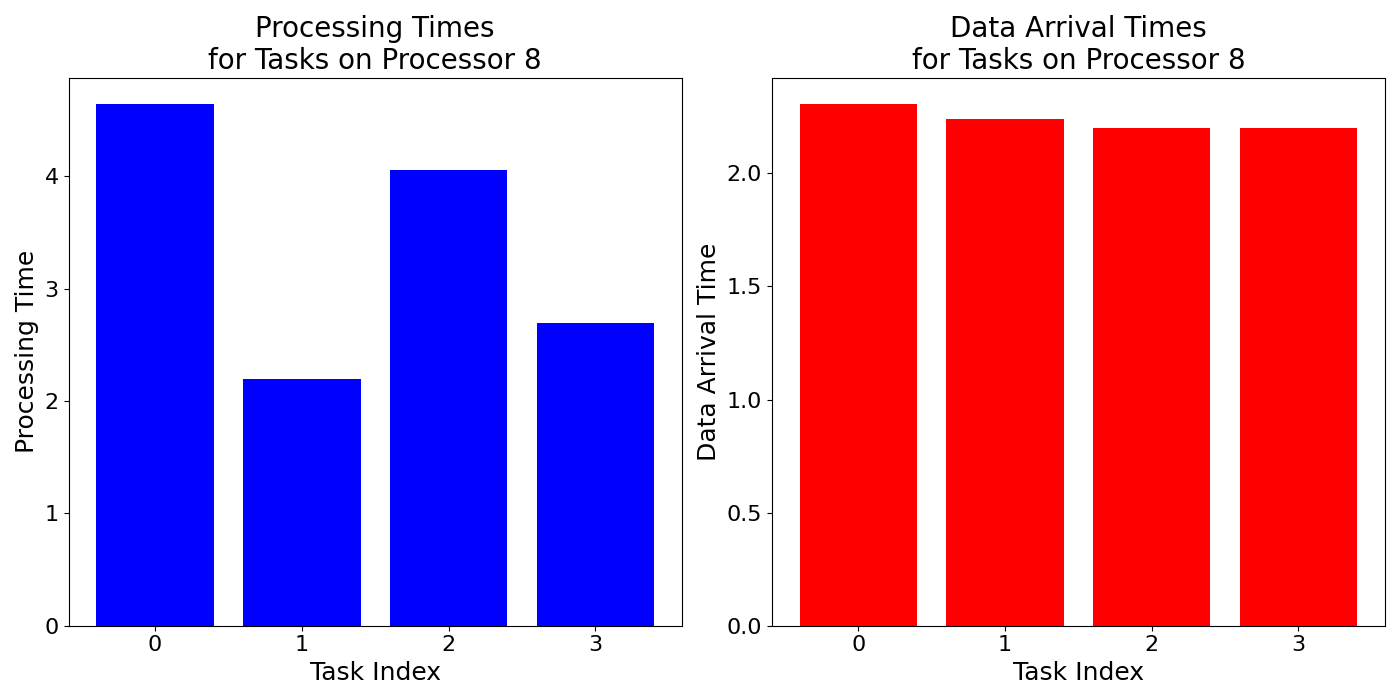 Processing Times
for Tasks on Processor 8
Processing Time
4
3
2
1
0
0 1 2 3
Task Index
Data Arrival Times
for Tasks on Processor 8
Data Arrival Time
2.0
1.5
1.0
0.5
0.0
0 1 2 3
Task Index